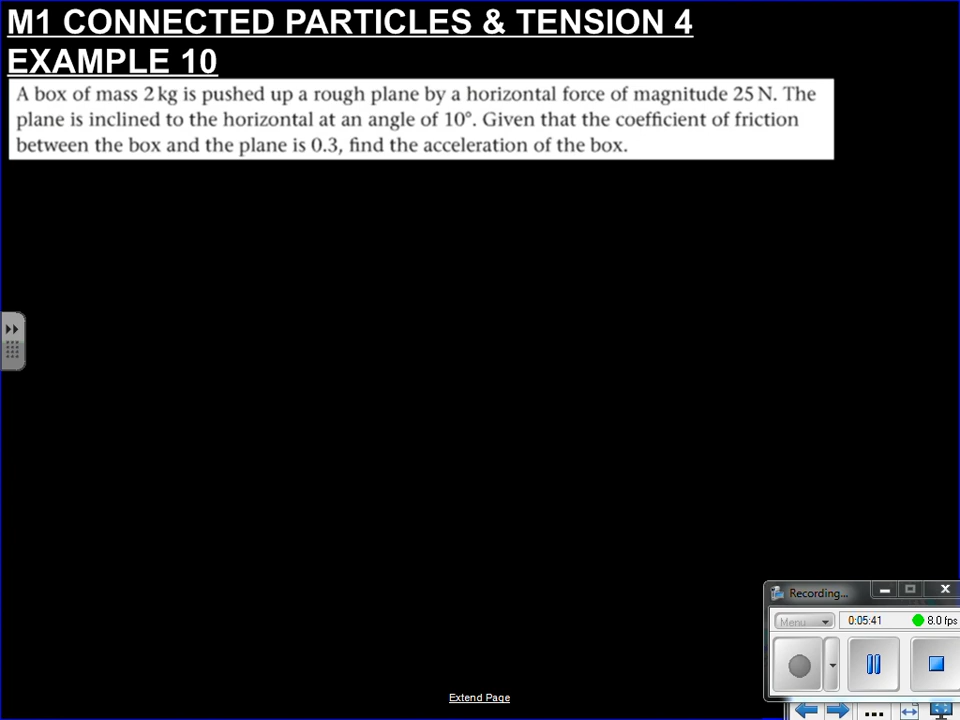 M1 CONNECTED PARTICLES & TENSION 4
EXAMPLE 10
A box of mass 2 kg is pushed up a rough plane by a horizontal force of magnitude 25 N. The
plane is inclined to the horizontal at an angle of 10°. Given that the coefficient of friction
between the box and the plane is 0.3, find the acceleration of the box.
Recording...
Menu
0:05:41
8.0 fps
Extend Page